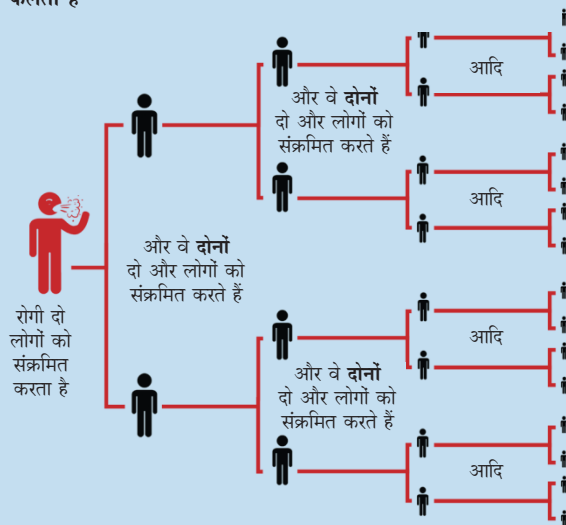 और वे दोनों
दो और लोगों को
संक्रमित करते हैं
आदि
आदि
और वे दोनों
दो और लोगों को
संक्रमित करते हैं
रोगी दो
लोगों को
संक्रमित
करता है
आदि
और वे दोनों
दो और लोगों को
संक्रमित करते हैं
आदि